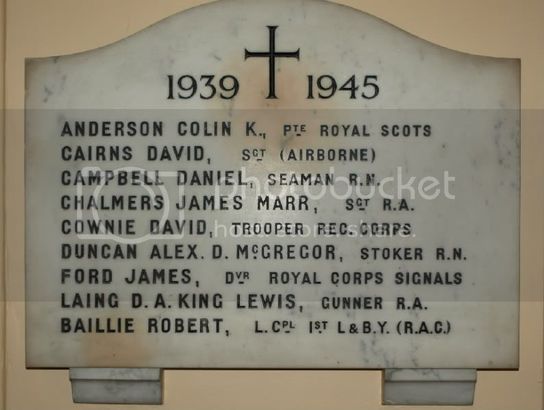 1939 1945
ANDERSON COLIN K., PTE ROYAL SCOTS
CAIRNS DAVID, SGT (AIRBORNE)
CAMPBELL DANIEL, SEAMAN R.N.
CHALMERS JAMES MARR, SGT R.A.
COWNIE DAVID, TROOPER REC. CORPS
DUNCAN ALEX. D. MCGREGOR, STOKER R.N.
FORD JAMES, DVR ROYAL CORPS SIGNALS
LAING D. A. KING LEWIS, GUNNER R.A.
BAILLIE ROBERT, L. CPL 1ST L & B.Y. (R.A.C.)
photobucket